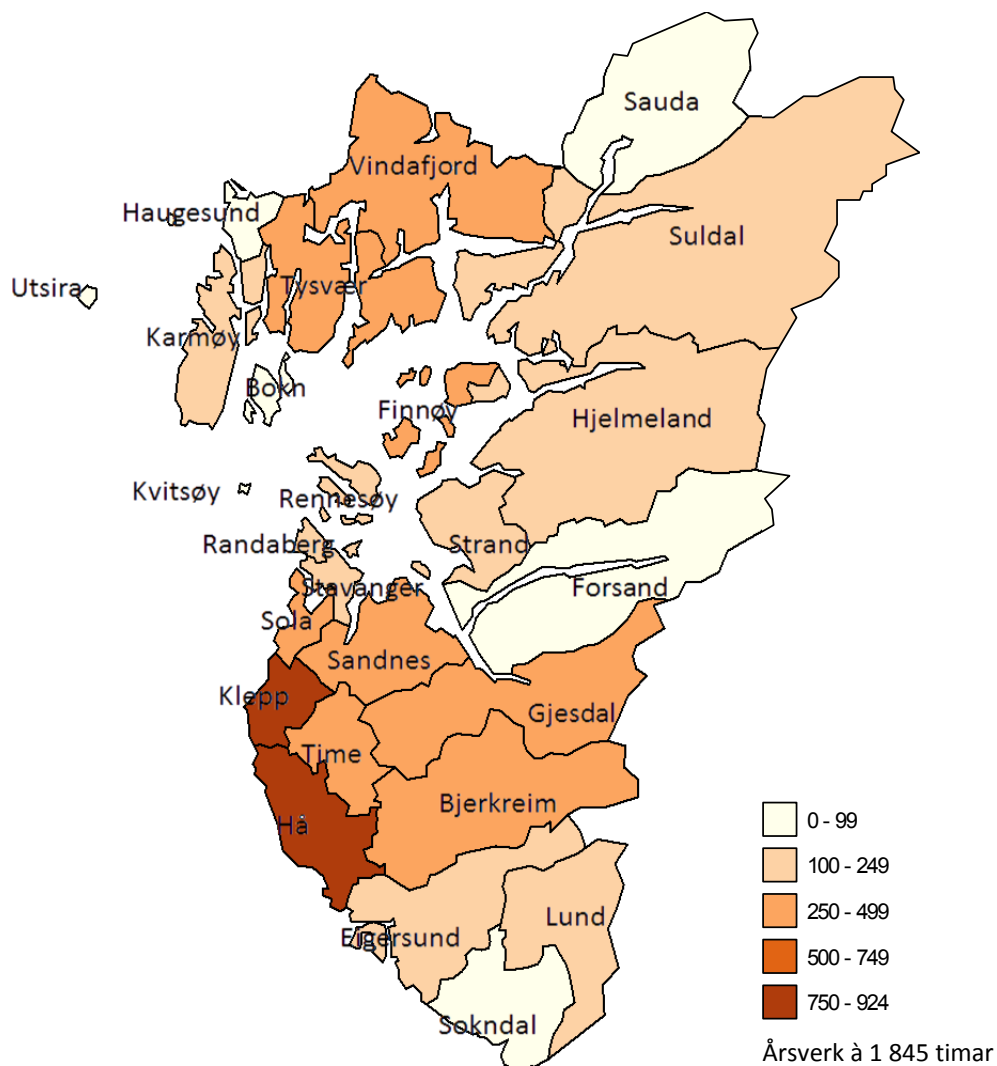 Sauda
Vindafjord
Haugesund
Suldal
Utsira
Tysvær
Karmøy
Bokn
Finnøy
Hjelmeland
Kvitsøy
Rennesøy
Randaberg
Strand
Stavanger
Forsand
Sola
Sandnes
Klepp
Gjesdal
Time
Bjerkreim
Hå
0 - 99
100 - 249
250 - 499
500 - 749
750 - 924
Lund
Eigersund
Sokndal
Årsverk à 1 845 timar